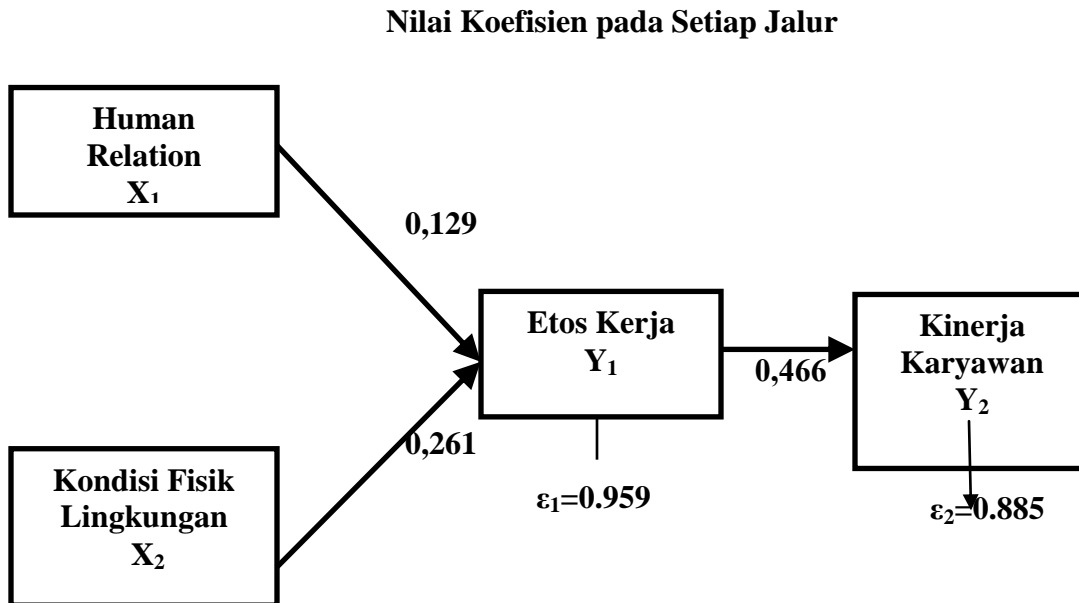 Nilai Koefisien pada Setiap Jalur
Human
Relation
X₁
0,129
Etos Kerja
Y₁
0,466
Kinerja
Karyawan
Y₂
0,261
Kondisi Fisik
Lingkungan
X₂
ε₁=0.959
ε₂=0.885